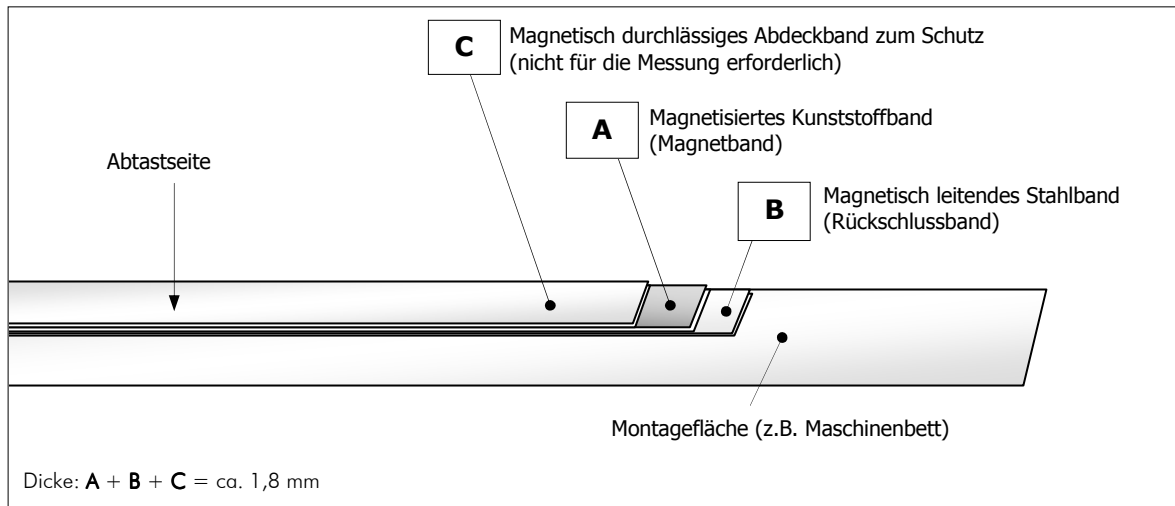 C
Magnetisch durchlässiges Abdeckband zum Schutz
(nicht für die Messung erforderlich)
A
Magnetisiertes Kunststoffband
(Magnetband)
Abtastseite
B
Magnetisch leitendes Stahlband
(Rückschlussband)
Montagefläche (z.B. Maschinenbett)
Dicke: A + B + C = ca. 1,8 mm